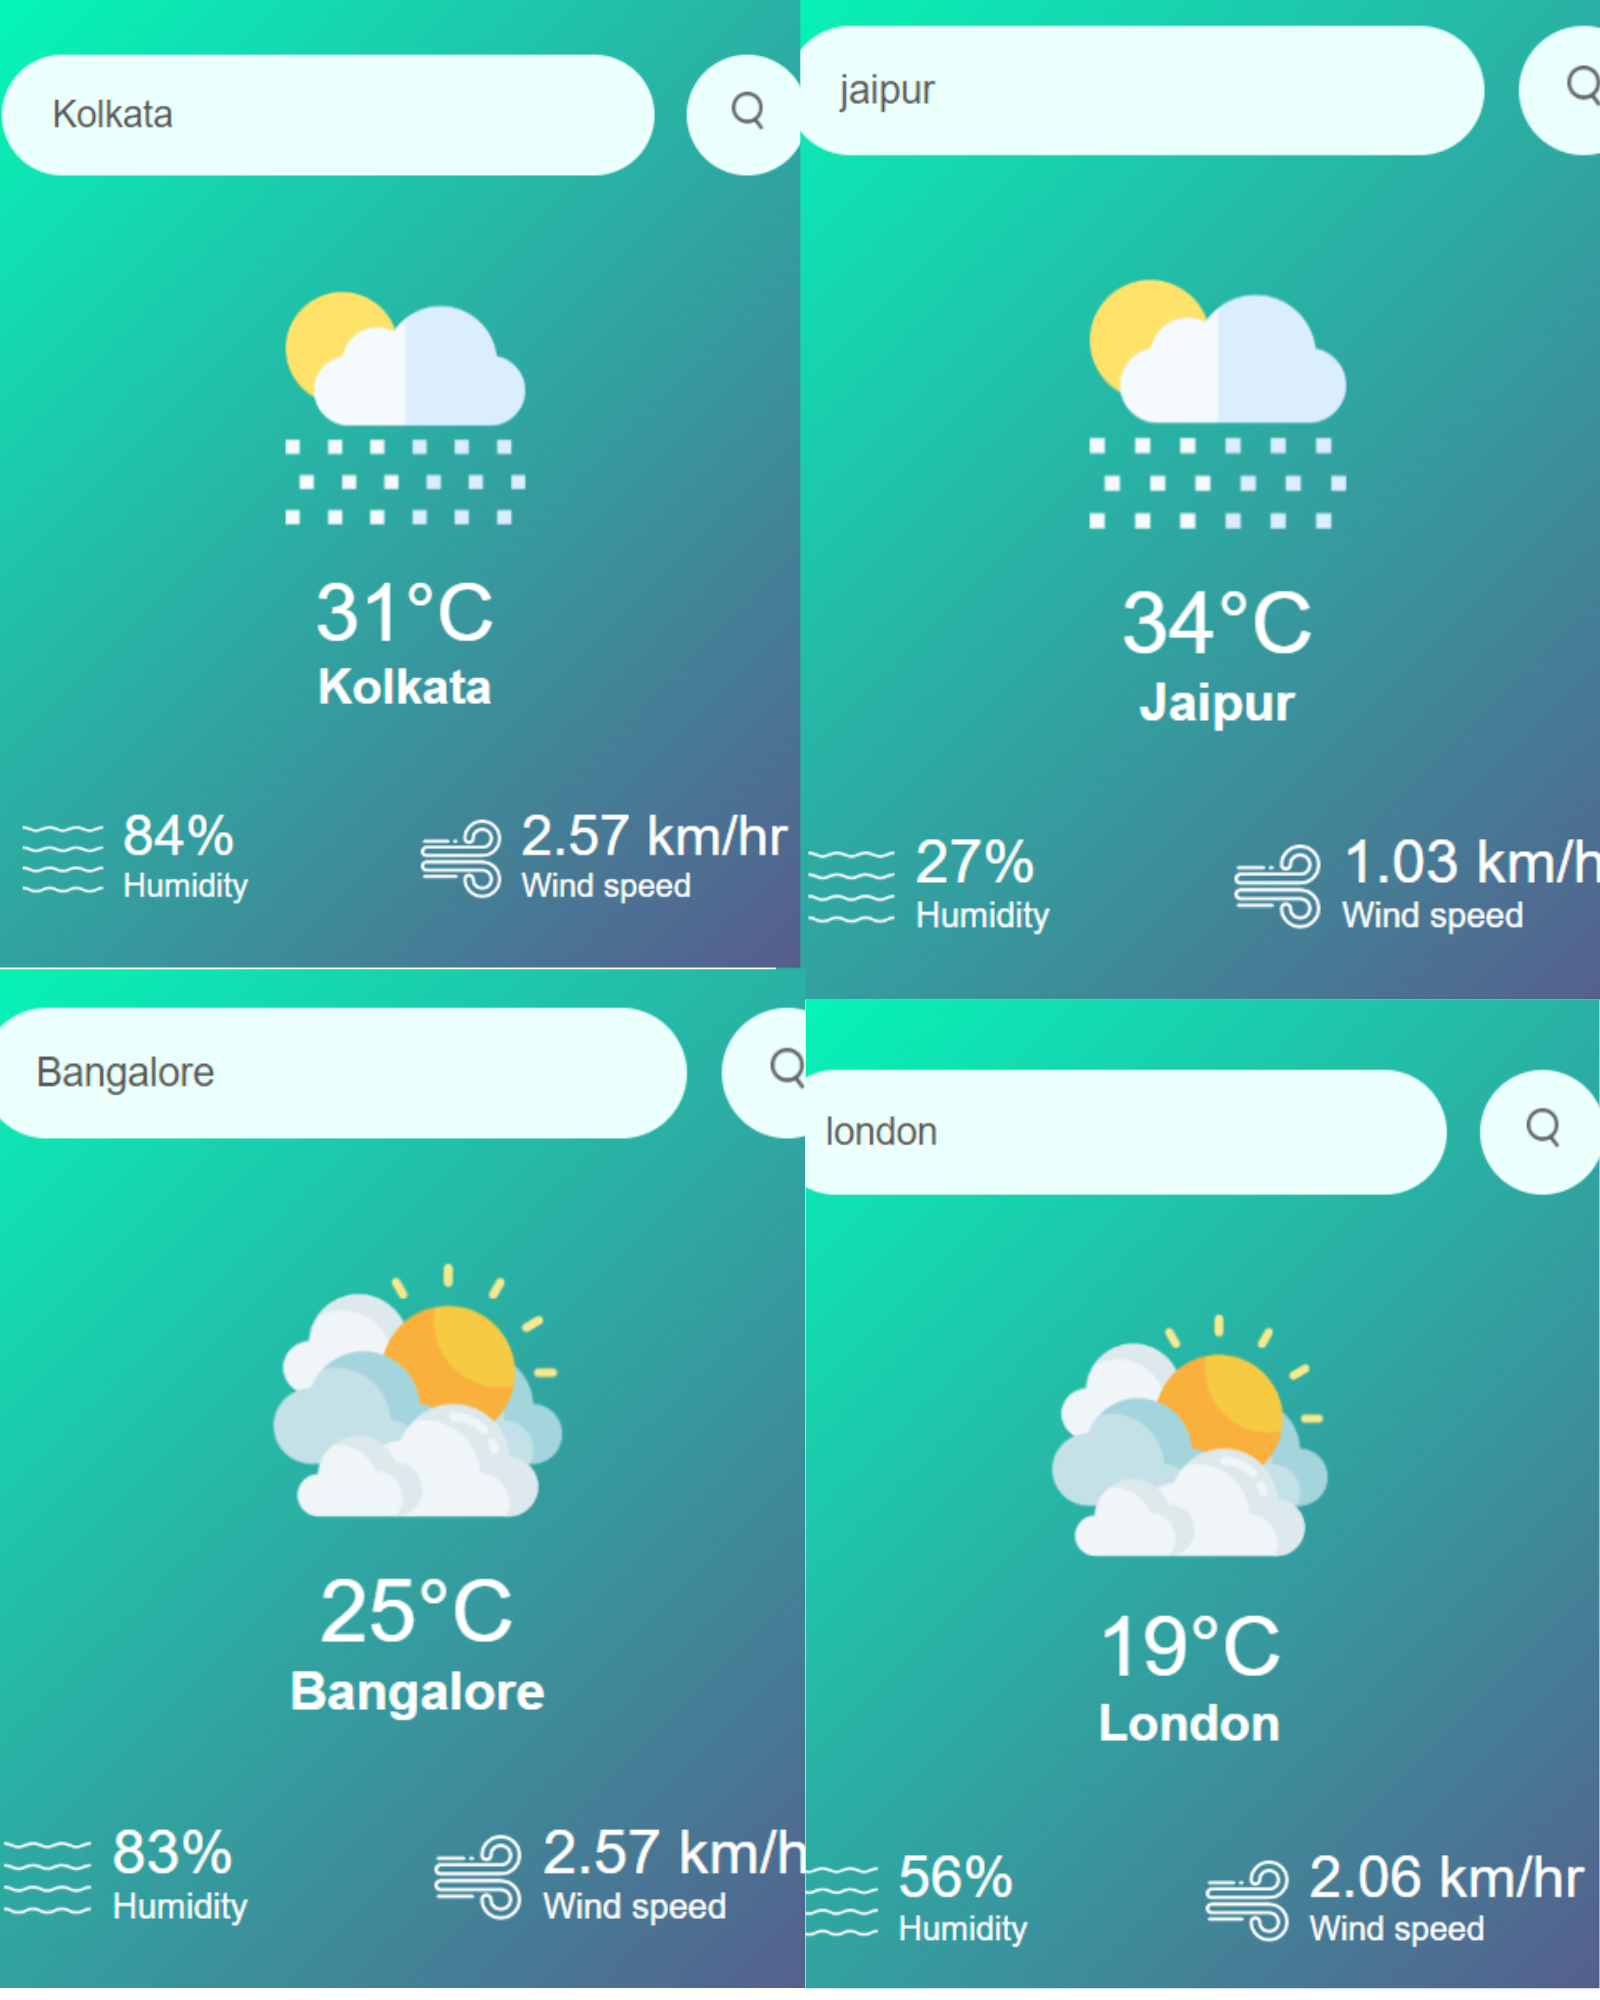 Kolkata
31°C
Kolkata
84%
Humidity
2.57 km/hr
Wind speed
jaipur
34°C
Jaipur
27%
Humidity
1.03 km/h
Wind speed
Bangalore
25°C
Bangalore
83%
Humidity
2.57 km/h
Wind speed
london
19°C
London
56%
Humidity
2.06 km/hr
Wind speed